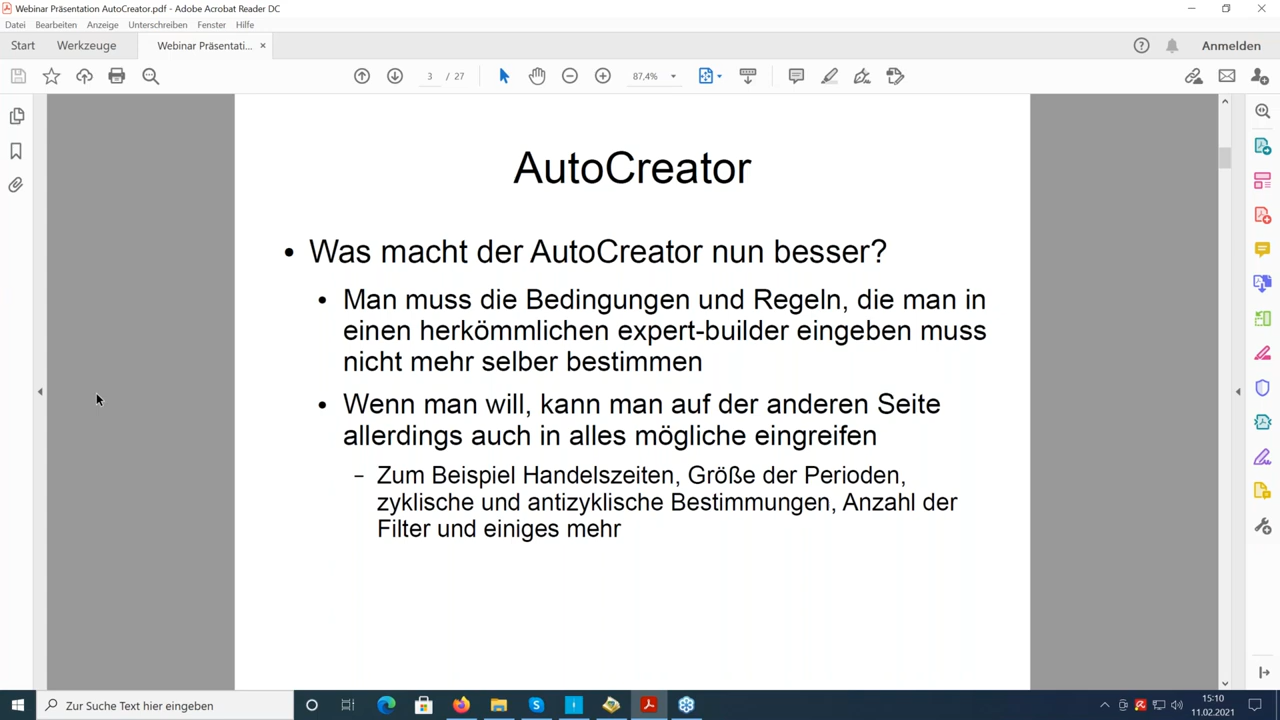 Webinar Präsentation AutoCreator.pdf - Adobe Acrobat Reader DC
Datei Bearbeiten Anzeige Unterschreiben Fenster Hilfe
Start Werkzeuge Webinar Präsentati... × Anmelden
3 / 27 87,4%
AutoCreator
• Was macht der AutoCreator nun besser?
• Man muss die Bedingungen und Regeln, die man in
einen herkömmlichen expert-builder eingeben muss
nicht mehr selber bestimmen
• Wenn man will, kann man auf der anderen Seite
allerdings auch in alles mögliche eingreifen
– Zum Beispiel Handelszeiten, Größe der Perioden,
zyklische und antizyklische Bestimmungen, Anzahl der
Filter und einiges mehr
Zur Suche Text hier eingeben
15:10
11.02.2021